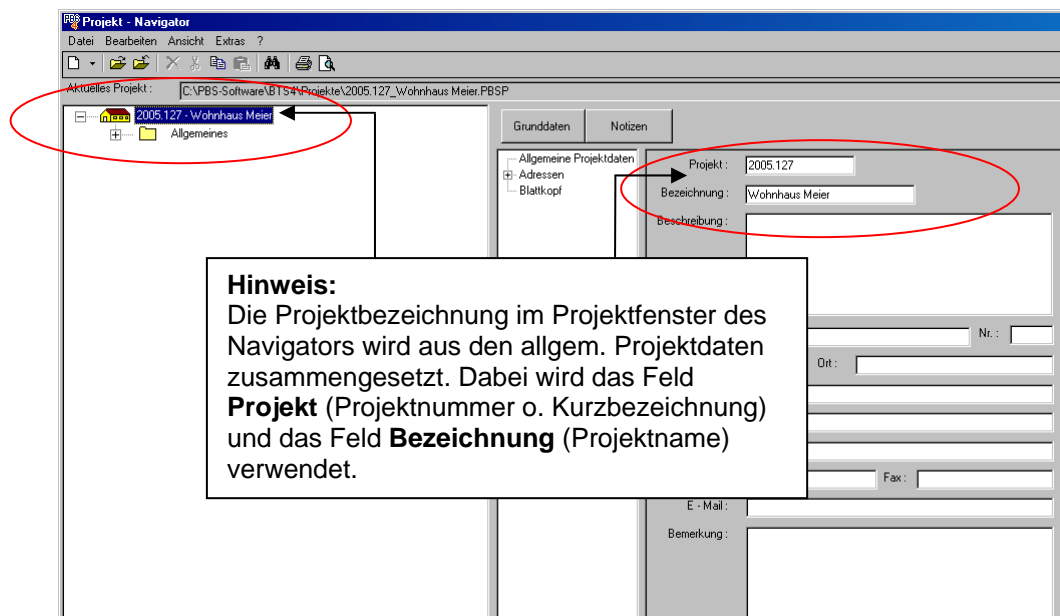 Projekt - Navigator
Datei Bearbeiten Ansicht Extras ?
Aktuelles Projekt : C:\PBS-Software\BTS4\Projekte\2005.127_Wohnhaus Meier.PBSP
2005.127 - Wohnhaus Meier
Allgemeines
Grunddaten Notizen
Allgemeine Projektdaten
Adressen
Blattkopf
Projekt : 2005.127
Bezeichnung : Wohnhaus Meier
Beschreibung :
Hinweis:
Die Projektbezeichnung im Projektfenster des
Navigators wird aus den allgem. Projektdaten
zusammengesetzt. Dabei wird das Feld
Projekt (Projektnummer o. Kurzbezeichnung)
und das Feld Bezeichnung (Projektname)
verwendet.
Nr. :
Ort :
Fax :
E - Mail :
Bemerkung :